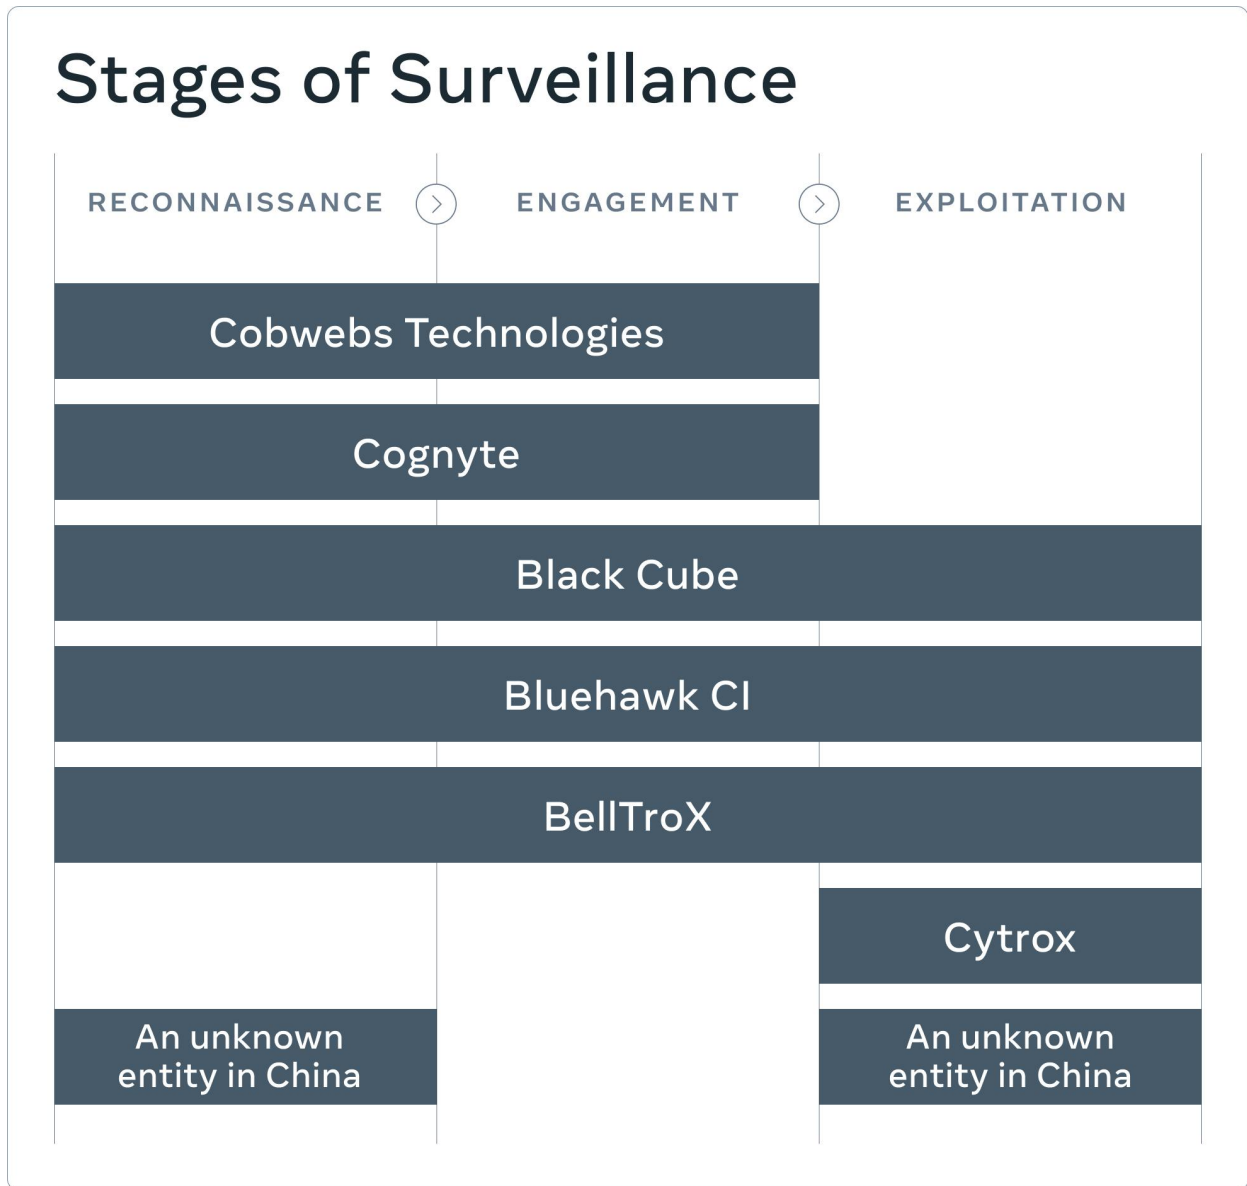 Stages of Surveillance
RECONNAISSANCE
ENGAGEMENT
EXPLOITATION
Cobwebs Technologies
Cognyte
Black Cube
Bluehawk CI
BellTroX
Cytrox
An unknown
entity in China
An unknown
entity in China